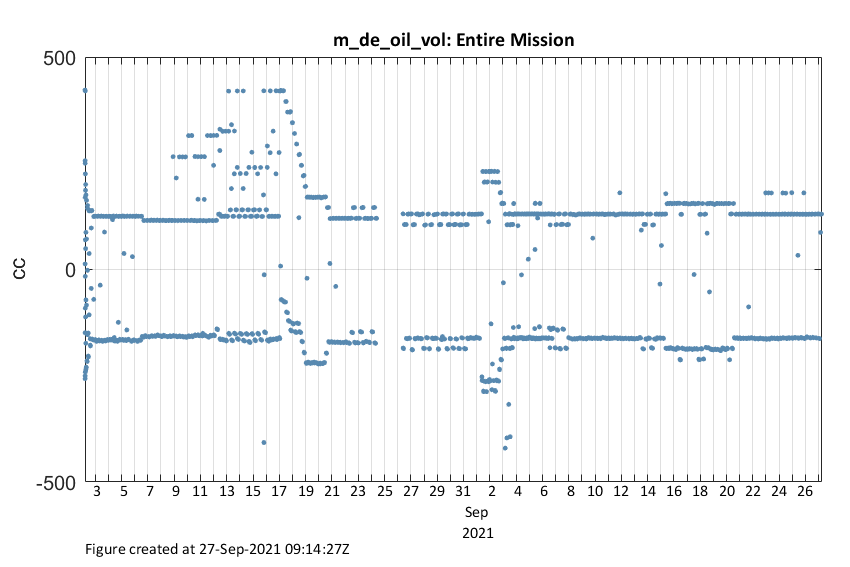 m_de_oil_vol: Entire Mission
500
0
-500
CC
3 5 7 9 11 13 15 17 19 21 23 25 27 29 31 2 4 6 8 10 12 14 16 18 20 22 24 26
Sep
2021
Figure created at 27-Sep-2021 09:14:27Z